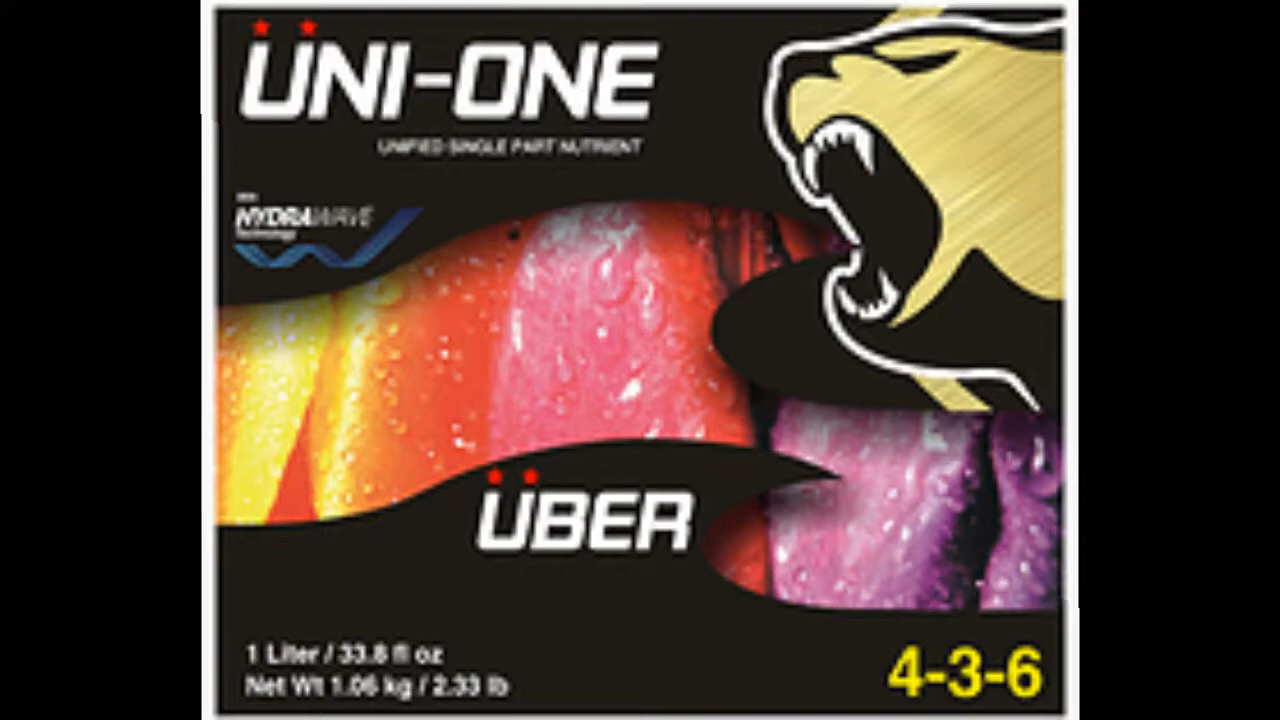 ÜNI-ONE
UNIFIED SINGLE PART NUTRIENT
HYDRAWAVE
Technology
ÜBER
1 Liter / 33.8 fl oz
Net Wt 1.06 kg / 2.33 lb
4-3-6